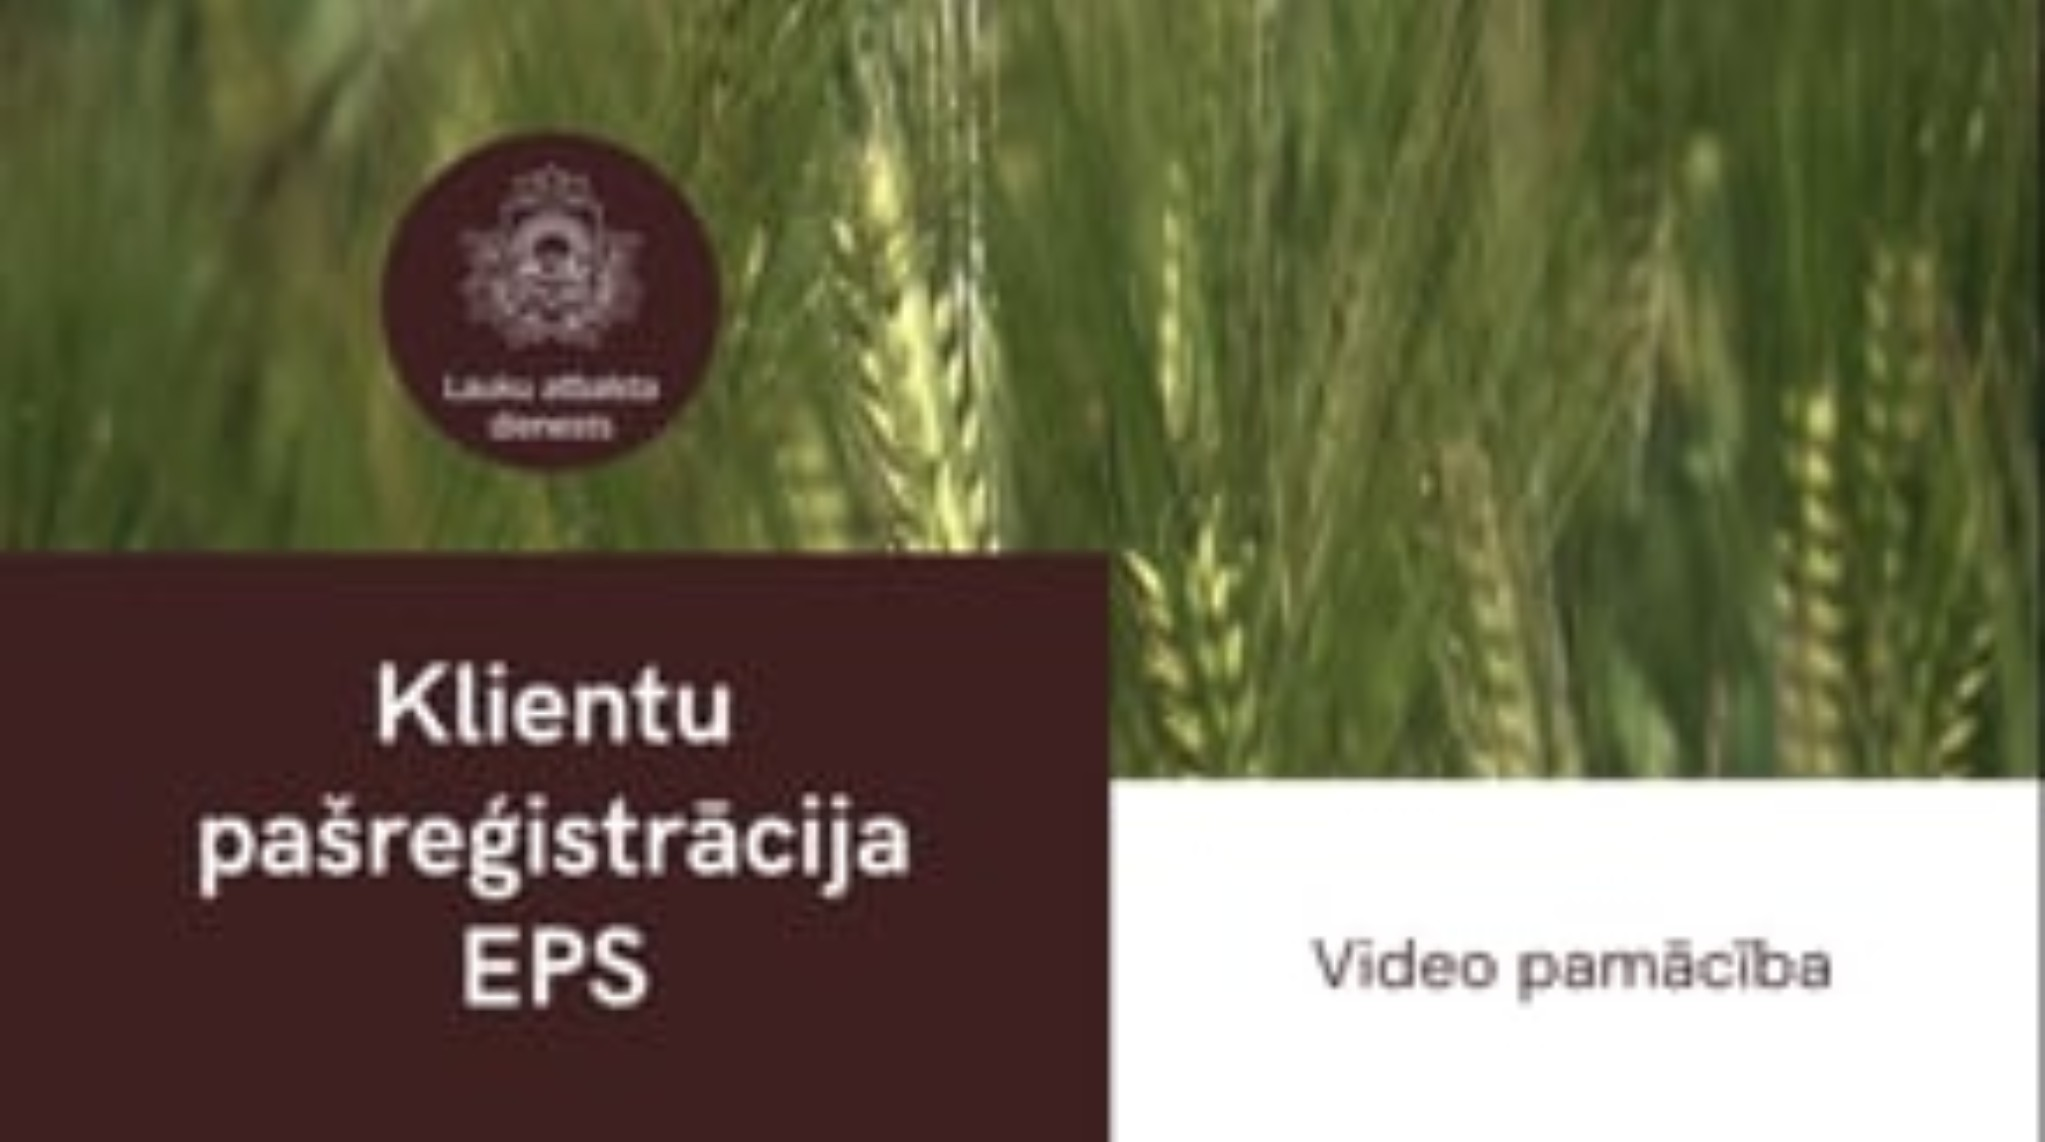 Lauku atbalsta
dienests
Klientu
pašreģistrācija
EPS
Video pamācība